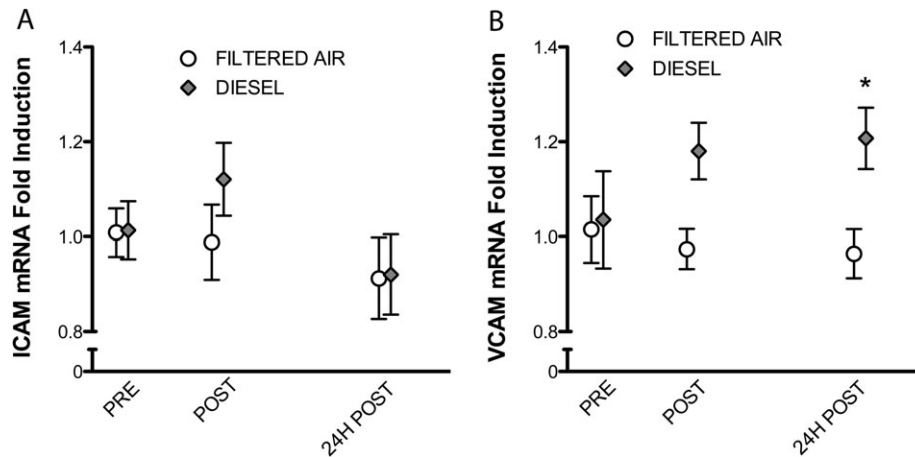 A
ICAM mRNA Fold Induction
1.4
1.2
1.0
0.8
0
FILTERED AIR
DIESEL
PRE
POST
24H POST
B
VCAM mRNA Fold Induction
1.4
1.2
1.0
0.8
0
FILTERED AIR
DIESEL
*
PRE
POST
24H POST